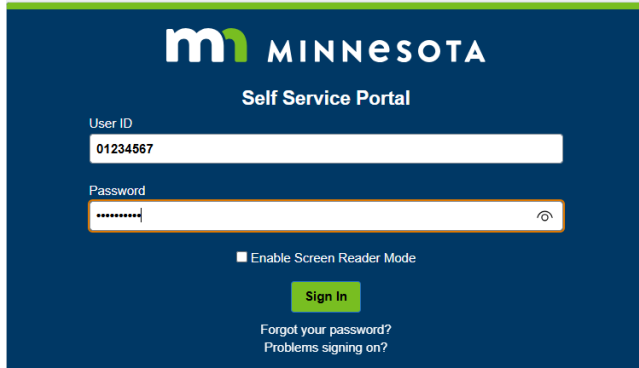 mn MINNesoTA
Self Service Portal
User ID
01234567
Password
••••••••••
Enable Screen Reader Mode
Sign In
Forgot your password?
Problems signing on?